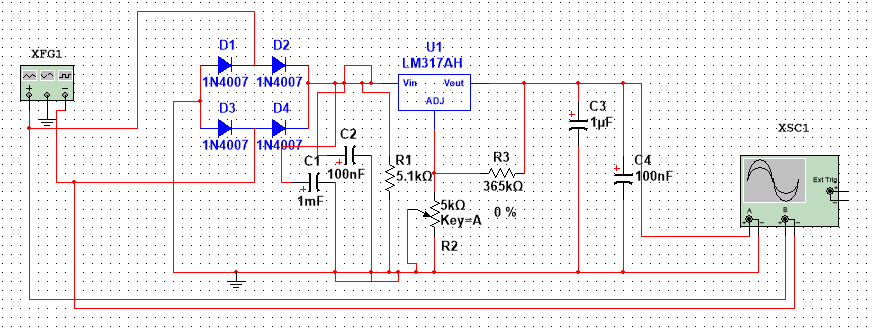 XFG1
D1
D2
1N4007
1N4007
D3
D4
1N4007
1N4007
U1
LM317AH
Vin
Vout
ADJ
C1
1mF
C2
100nF
R1
5.1kΩ
R3
365kΩ
5kΩ
Key=A
0 %
R2
C3
1µF
C4
100nF
XSC1
Ext Trig
A
B